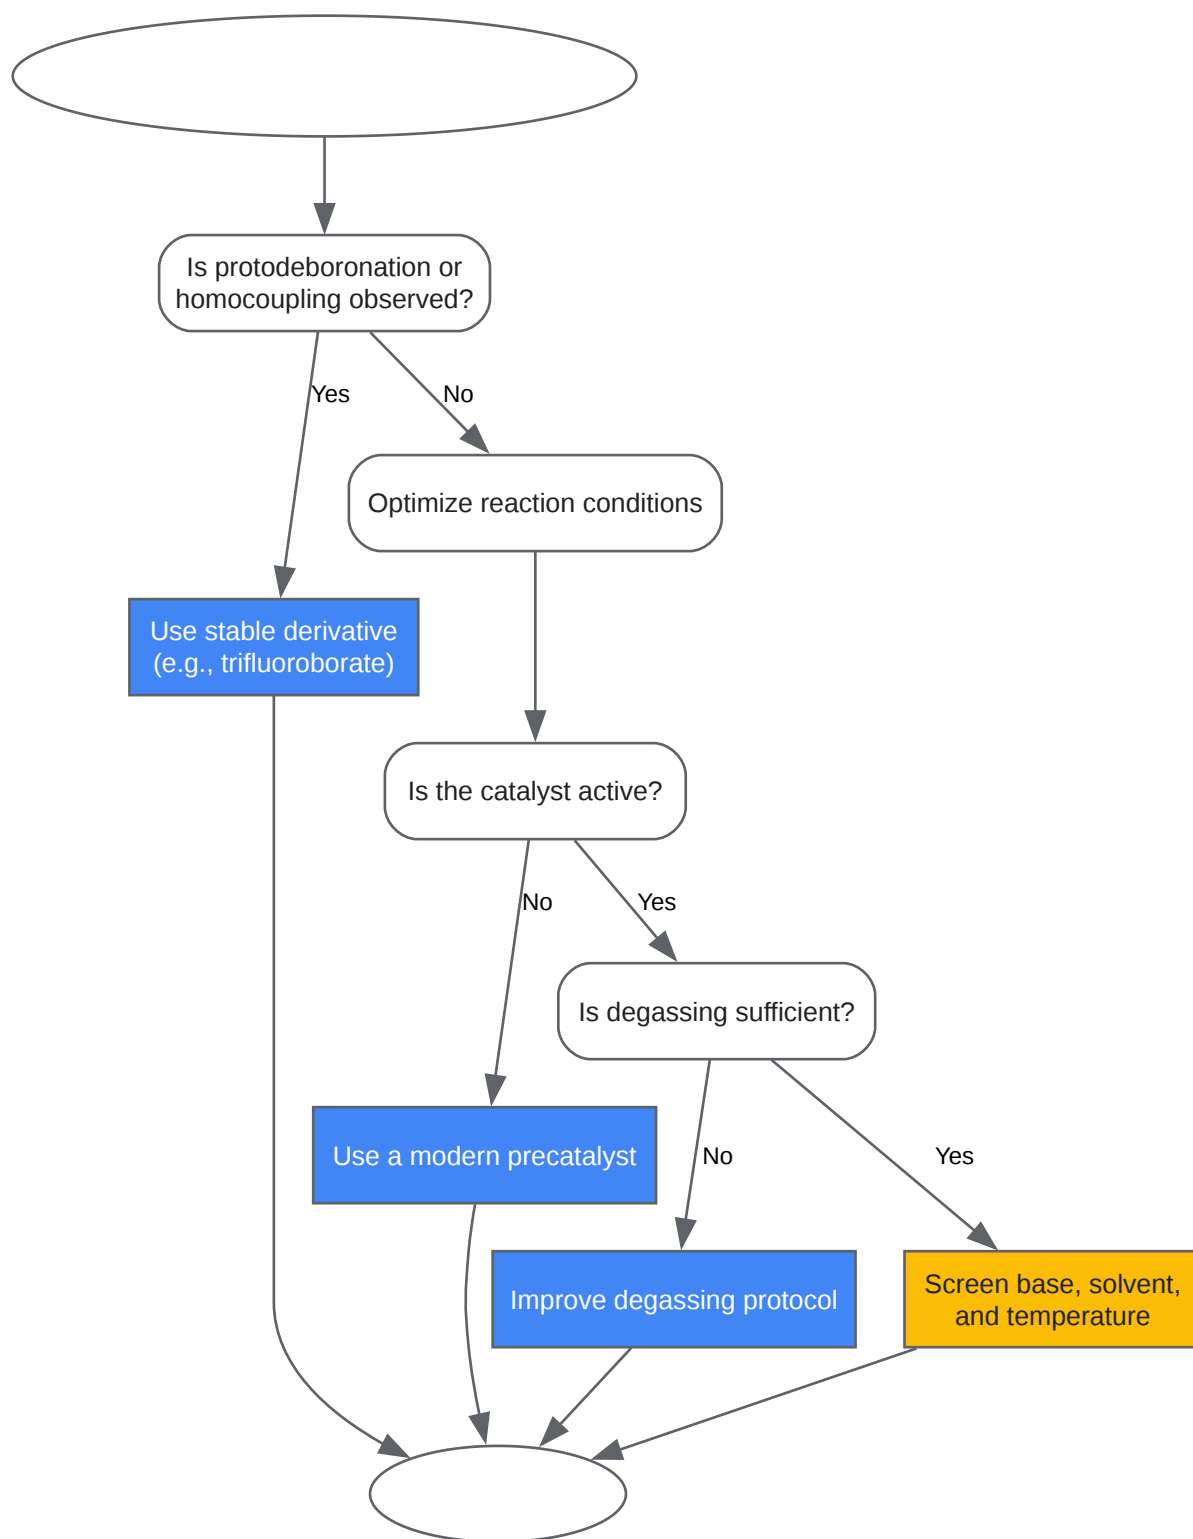 Is protodeboronation or
homocoupling observed?
Yes
No
Optimize reaction conditions
Use stable derivative
(e.g., trifluoroborate)
Is the catalyst active?
No
Yes
Is degassing sufficient?
Use a modern precatalyst
No
Yes
Improve degassing protocol
Screen base, solvent,
and temperature